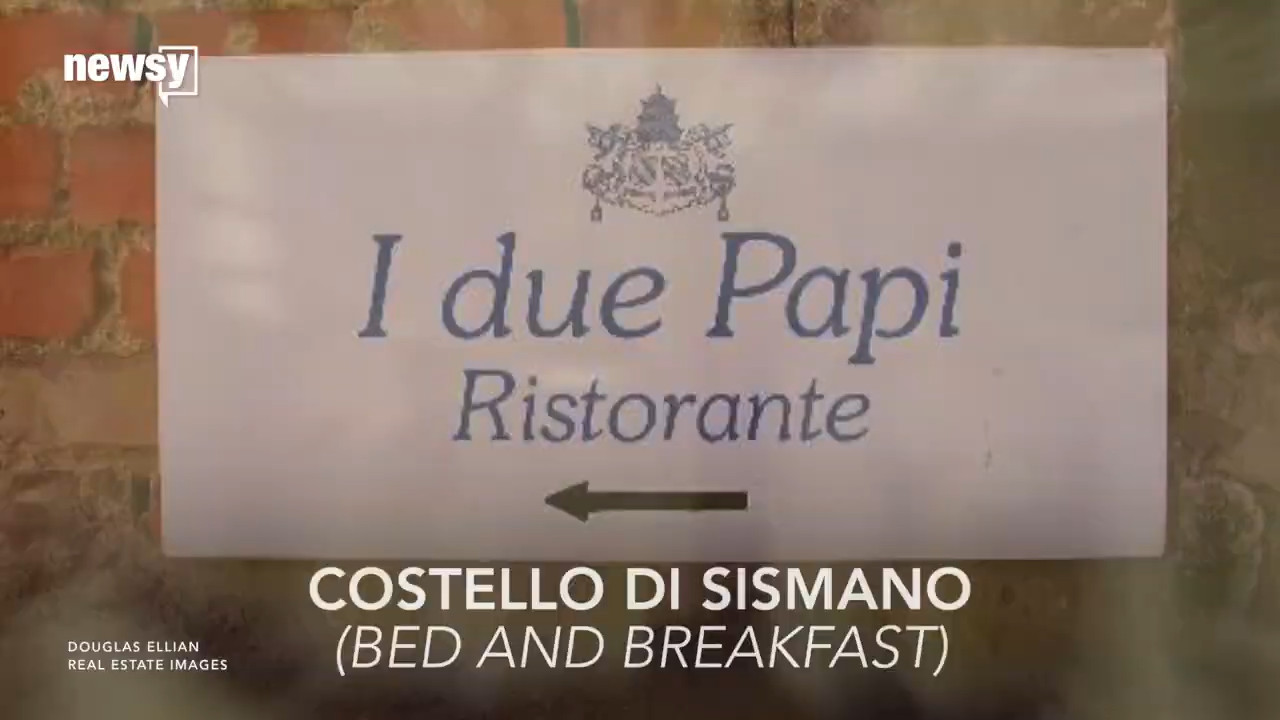 newsy
I due Papi
Ristorante
COSTELLO DI SISMANO
(BED AND BREAKFAST)
DOUGLAS ELLIAN
REAL ESTATE IMAGES